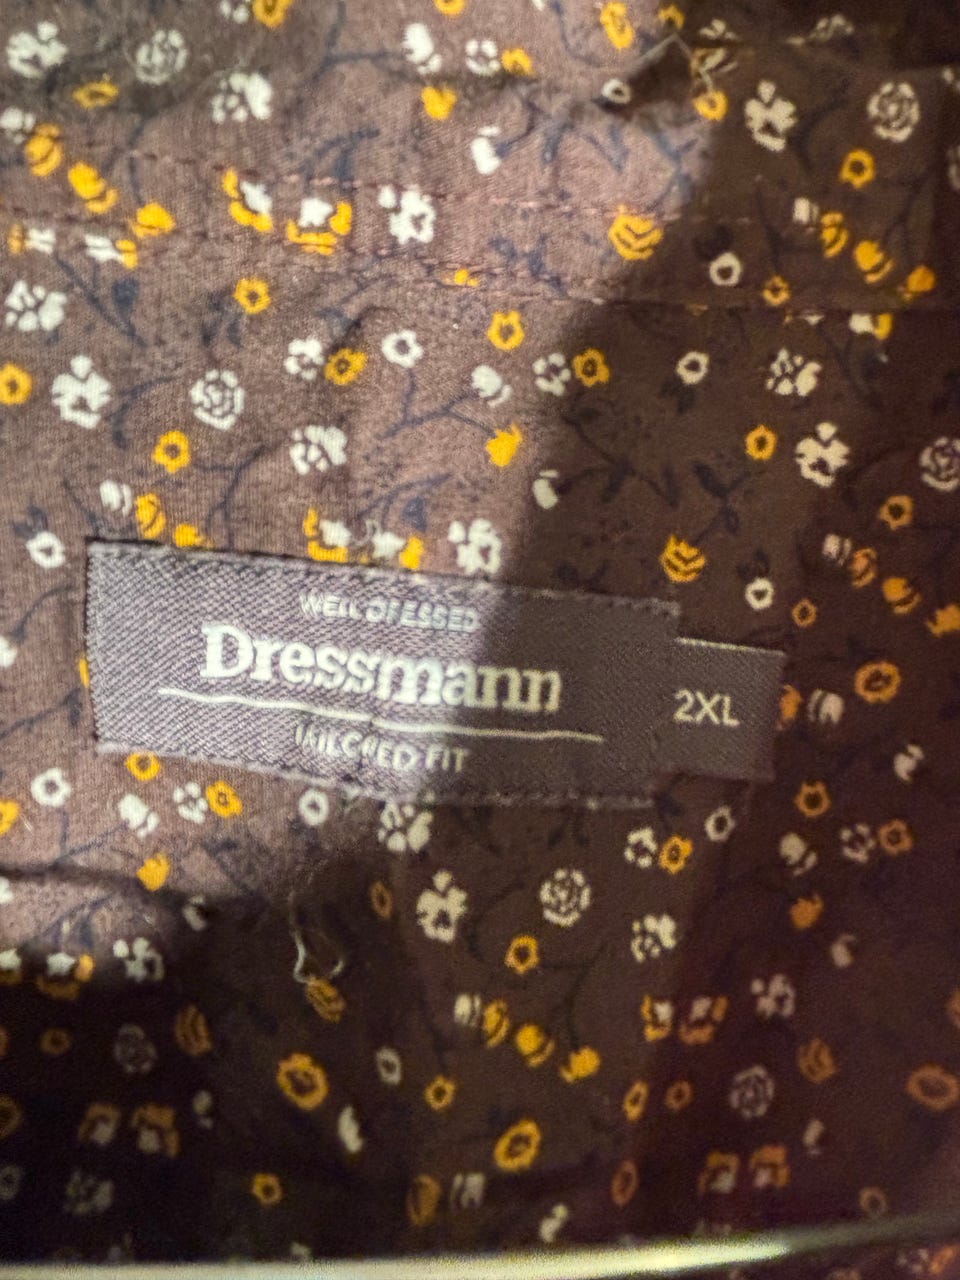 WELL DRESSED
Dressmann
TAILORED FIT
2XL